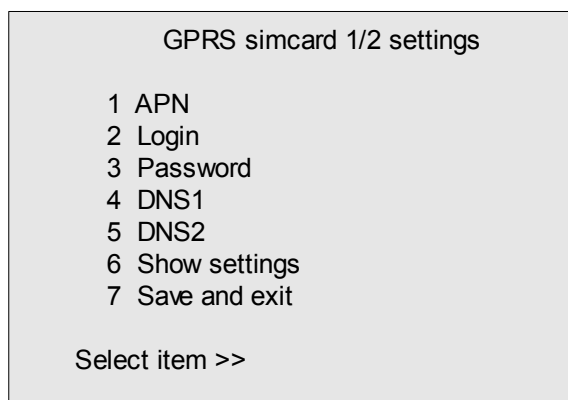 GPRS simcard 1/2 settings
1 APN
2 Login
3 Password
4 DNS1
5 DNS2
6 Show settings
7 Save and exit
Select item >>